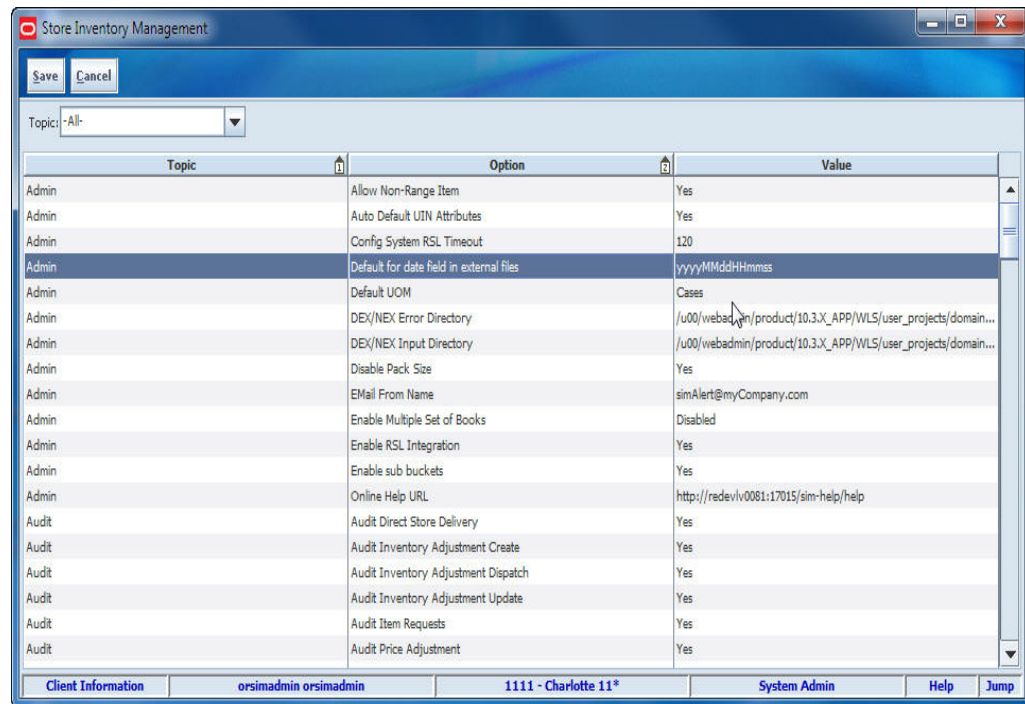 Store Inventory Management
Save Cancel
Topic: -All-
Topic 1 Option 2 Value
Admin Allow Non-Range Item Yes
Admin Auto Default UIN Attributes Yes
Admin Config System RSL Timeout 120
Admin Default for date field in external files yyyyMMddHHmmss
Admin Default UOM Cases
Admin DEX/NEX Error Directory /u00/webadmin/product/10.3.X_APP/WLS/user_projects/domain...
Admin DEX/NEX Input Directory /u00/webadmin/product/10.3.X_APP/WLS/user_projects/domain...
Admin Disable Pack Size Yes
Admin EMail From Name simAlert@myCompany.com
Admin Enable Multiple Set of Books Disabled
Admin Enable RSL Integration Yes
Admin Enable sub buckets Yes
Admin Online Help URL http://redevlv0081:17015/sim-help/help
Audit Audit Direct Store Delivery Yes
Audit Audit Inventory Adjustment Create Yes
Audit Audit Inventory Adjustment Dispatch Yes
Audit Audit Inventory Adjustment Update Yes
Audit Audit Item Requests Yes
Audit Audit Price Adjustment Yes
Client Information orsimadmin orsimadmin 1111 - Charlotte 11* System Admin Help Jump